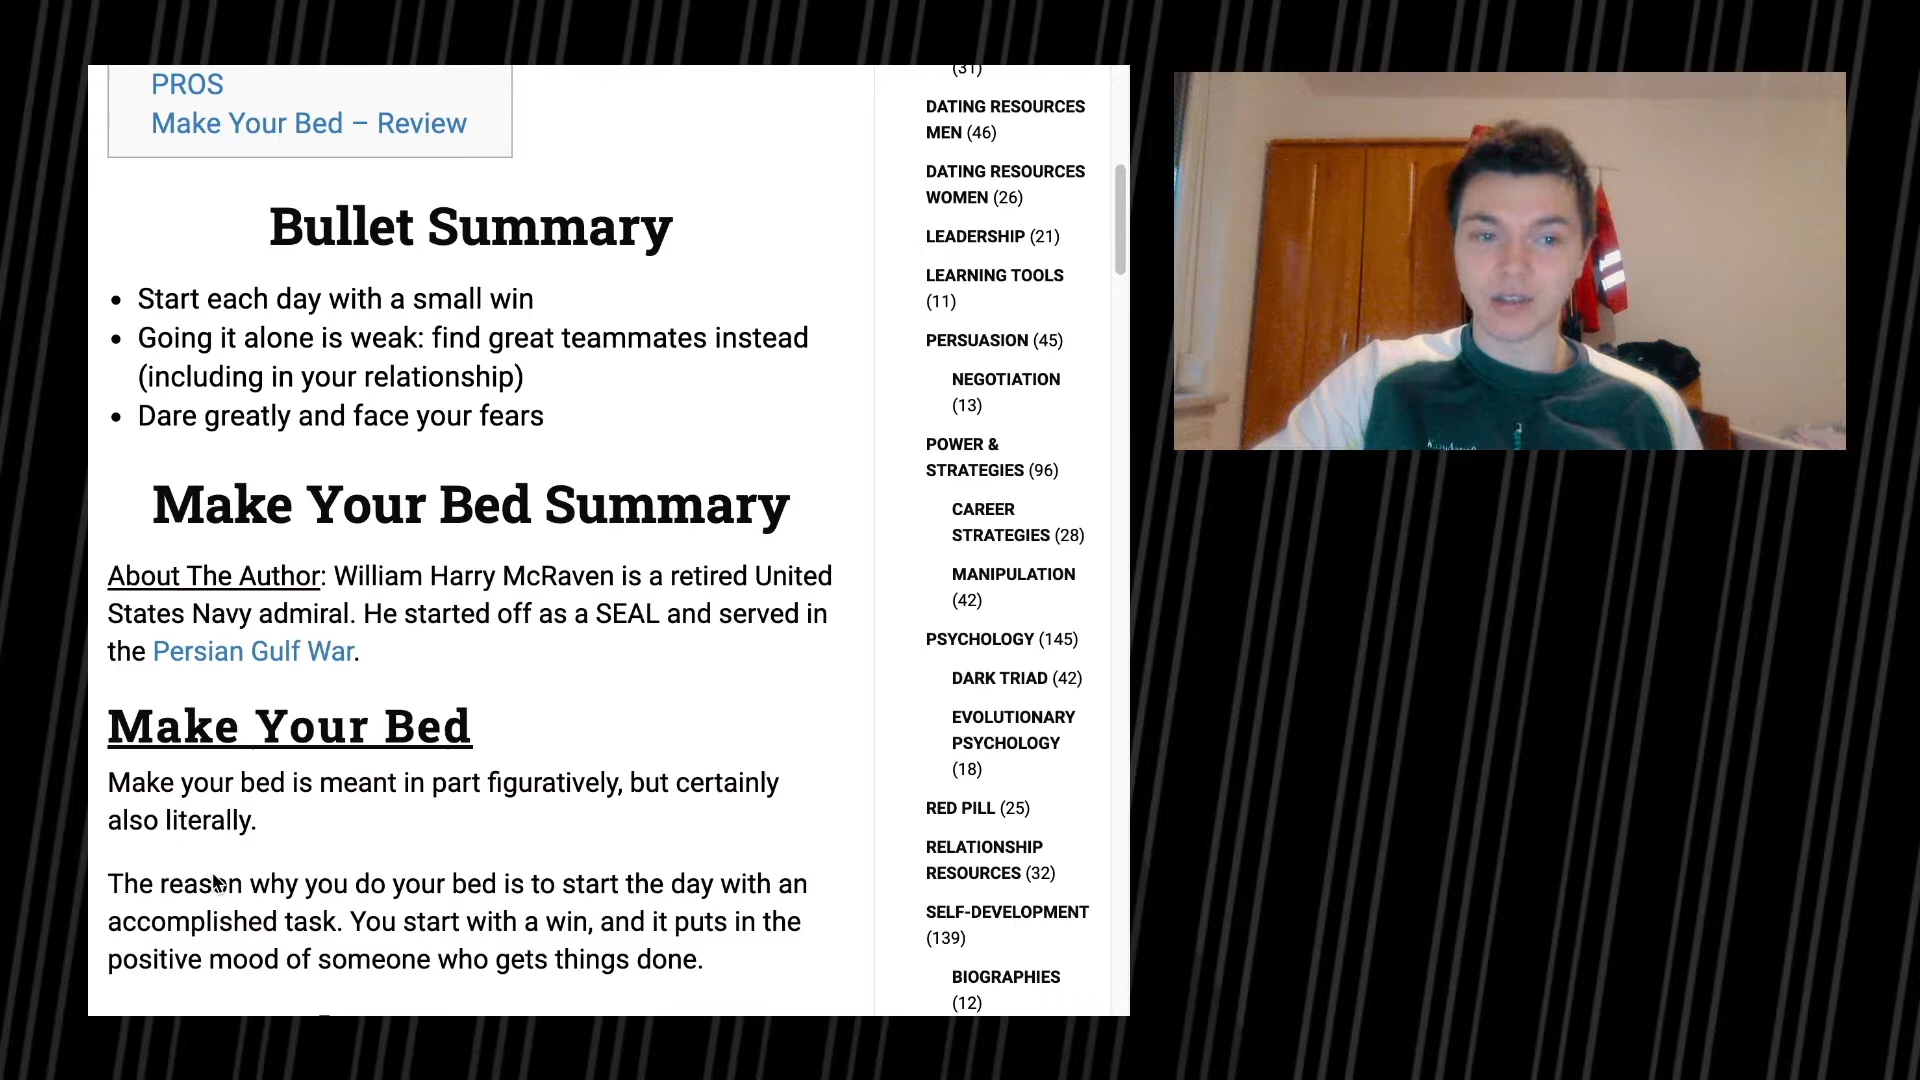 PROS
Make Your Bed – Review
Bullet Summary
• Start each day with a small win
• Going it alone is weak: find great teammates instead
(including in your relationship)
• Dare greatly and face your fears
Make Your Bed Summary
About The Author: William Harry McRaven is a retired United
States Navy admiral. He started off as a SEAL and served in
the Persian Gulf War.
Make Your Bed
Make your bed is meant in part figuratively, but certainly
also literally.
The reason why you do your bed is to start the day with an
accomplished task. You start with a win, and it puts in the
positive mood of someone who gets things done.
(31)
DATING RESOURCES
MEN (46)
DATING RESOURCES
WOMEN (26)
LEADERSHIP (21)
LEARNING TOOLS
(11)
PERSUASION (45)
NEGOTIATION
(13)
POWER &
STRATEGIES (96)
CAREER
STRATEGIES (28)
MANIPULATION
(42)
PSYCHOLOGY (145)
DARK TRIAD (42)
EVOLUTIONARY
PSYCHOLOGY
(18)
RED PILL (25)
RELATIONSHIP
RESOURCES (32)
SELF-DEVELOPMENT
(139)
BIOGRAPHIES
(12)